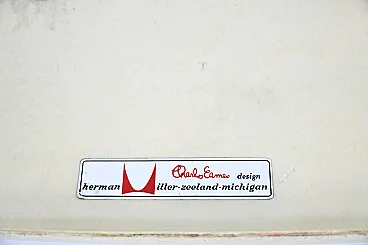 Charles Eames design
herman miller-zeeland-michigan